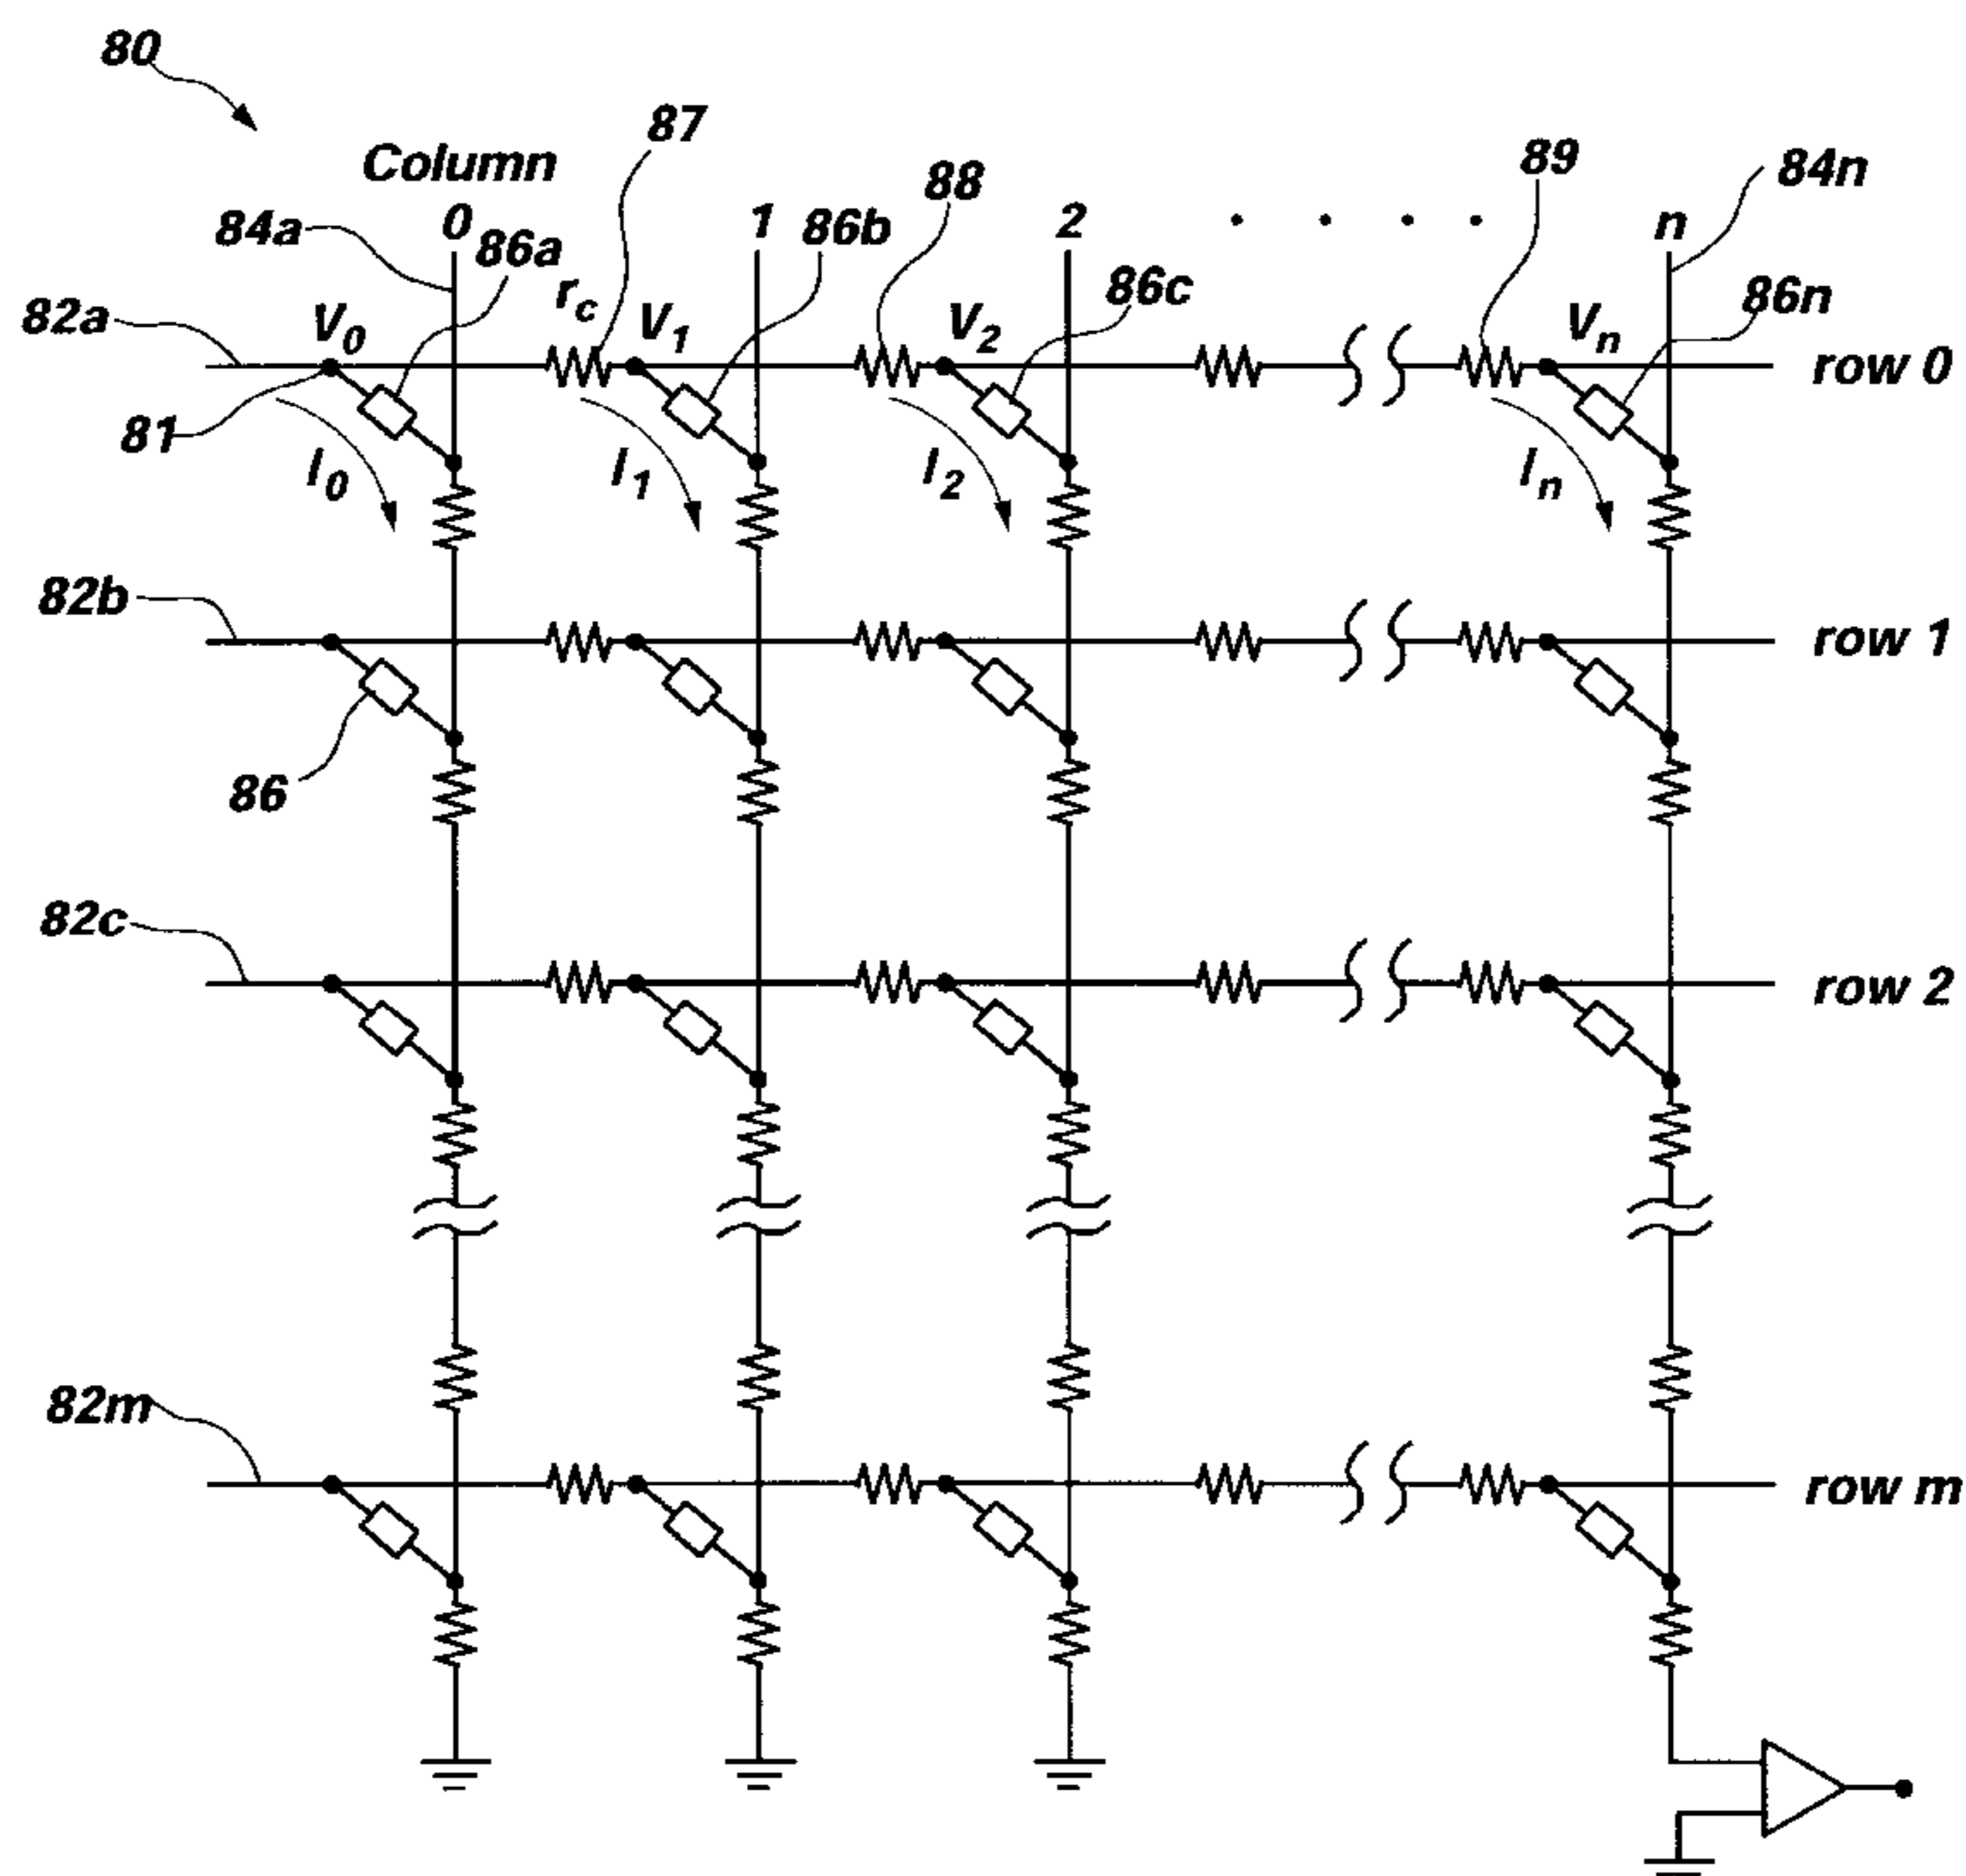 80
87
Column
88
89
84n
84a
0
86a
1
86b
2
. . . .
n
86c
86n
82a
V0
rc
V1
V2
Vn
row 0
81
I0
I1
I2
In
82b
row 1
86
82c
row 2
82m
row m